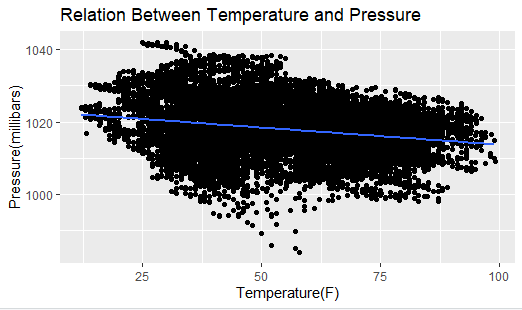 Relation Between Temperature and Pressure
Pressure(millibars)
1040
1020
1000
25 50 75 100
Temperature(F)